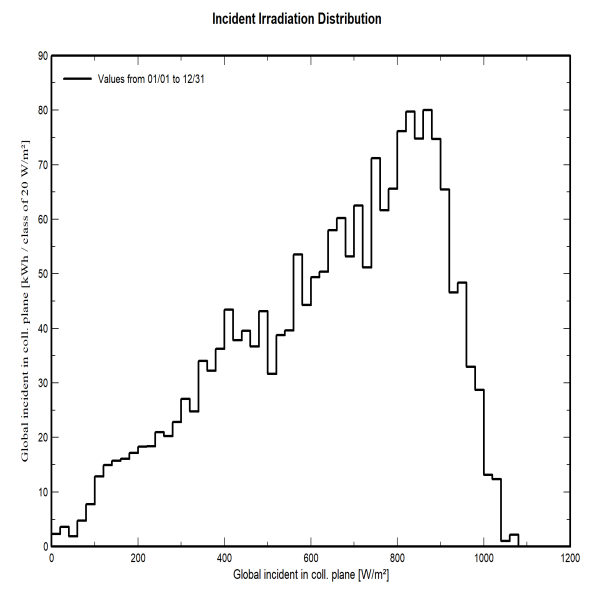 Incident Irradiation Distribution
Values from 01/01 to 12/31
Global incident in coll. plane [kWh / class of 20 W/m²]
90
80
70
60
50
40
30
20
10
0
0 200 400 600 800 1000 1200
Global incident in coll. plane [W/m²]